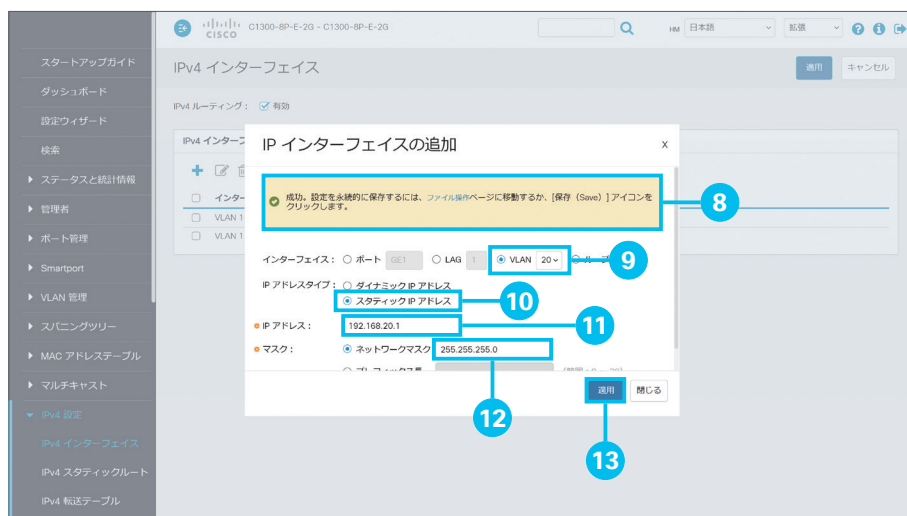 CISCO C1300-8P-E-2G - C1300-8P-E-2G HM 日本語 拡張
スタートアップガイド
ダッシュボード
設定ウィザード
検索
ステータスと統計情報
管理者
ポート管理
Smartport
VLAN 管理
スパニングツリー
MAC アドレステーブル
マルチキャスト
IPv4 設定
IPv4 インターフェイス
IPv4 スタティックルート
IPv4 転送テーブル
IPv4 インターフェイス 適用 キャンセル
IPv4 ルーティング： 有効
IPv4 インターフ
インター
VLAN 1
VLAN 1
IP インターフェイスの追加 x
成功。設定を永続的に保存するには、ファイル操作ページに移動するか、[保存（Save）] アイコンを
クリックします。
8
インターフェイス： ポート GE1 LAG 1 VLAN 20
9
IP アドレスタイプ： ダイナミック IP アドレス
スタティック IP アドレス
10
IP アドレス： 192.168.20.1
11
マスク： ネットワークマスク 255.255.255.0
12
適用 閉じる
13